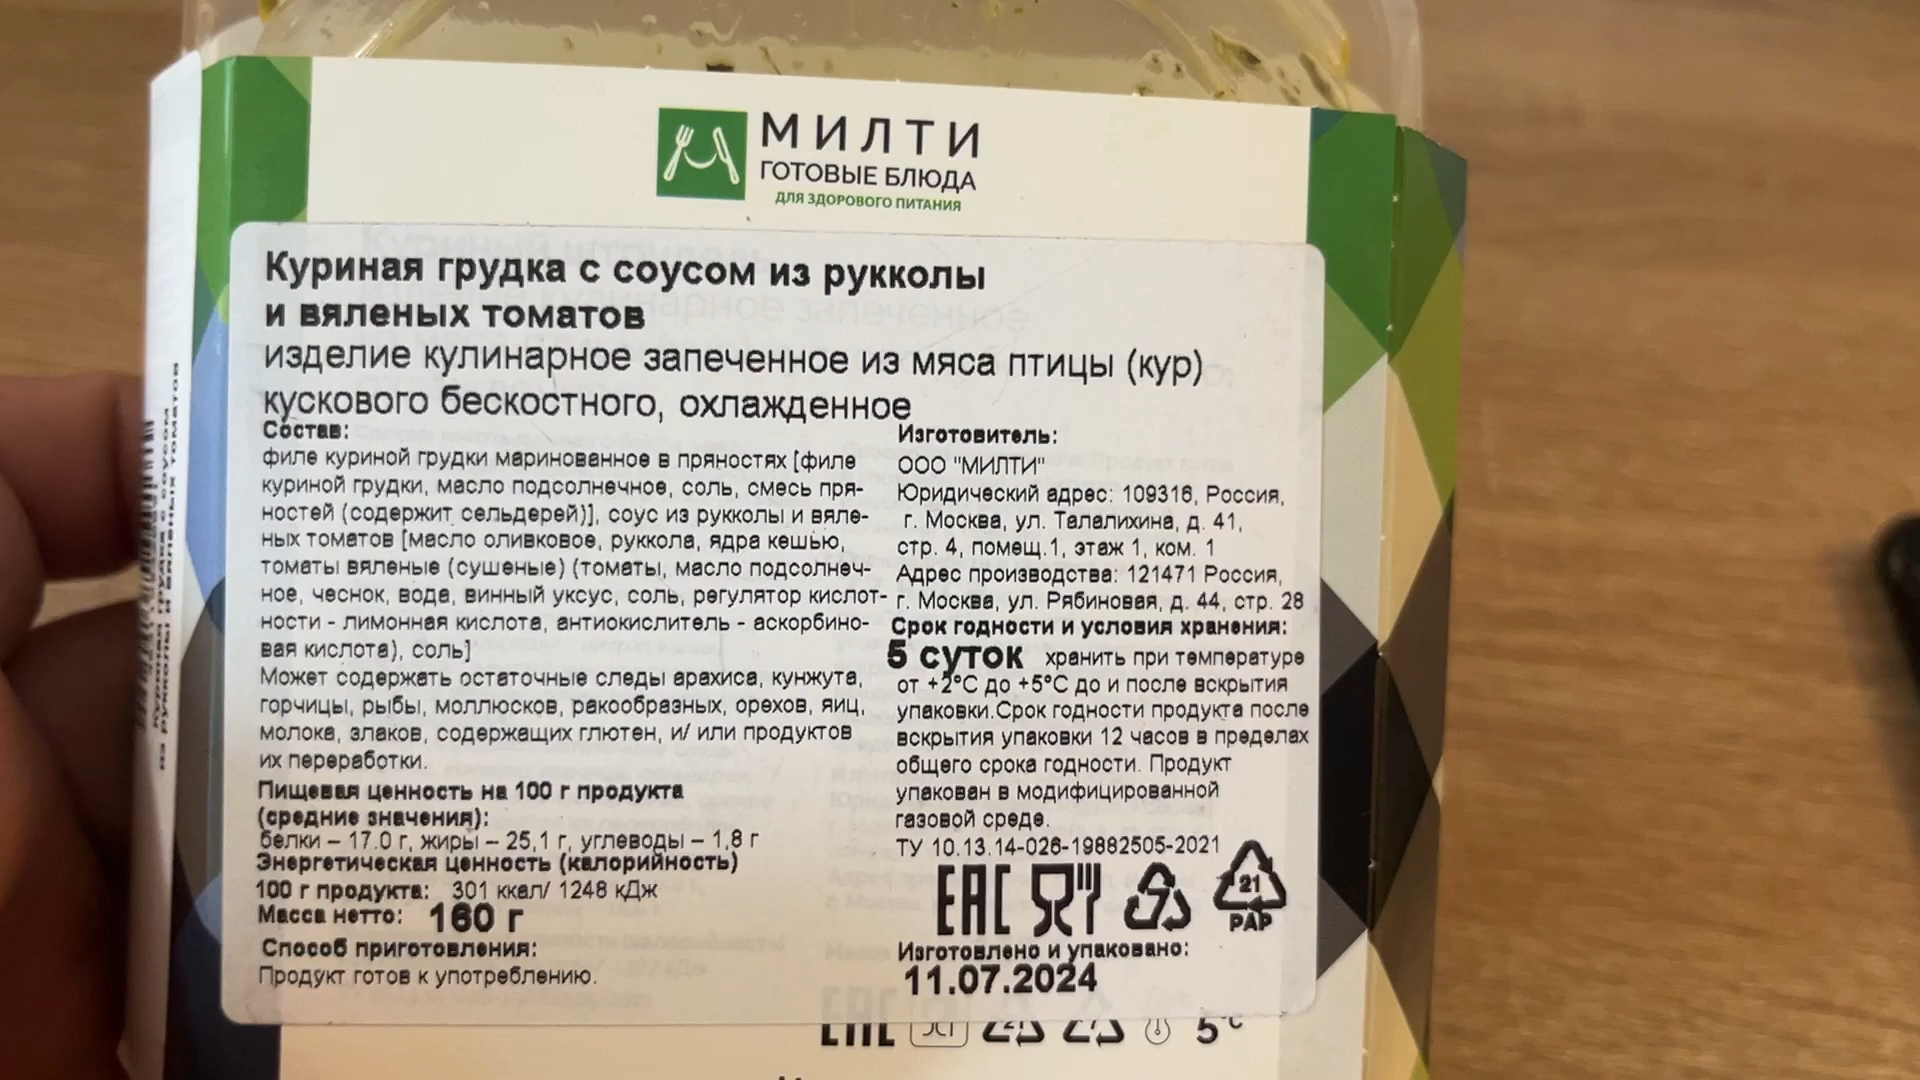 МИЛТИ
ГОТОВЫЕ БЛЮДА
ДЛЯ ЗДОРОВОГО ПИТАНИЯ
Куриная грудка с соусом из рукколы
и вяленых томатов
изделие кулинарное запеченное из мяса птицы (кур)
кускового бескостного, охлажденное
Состав:
филе куриной грудки маринованное в пряностях [филе
куриной грудки, масло подсолнечное, соль, смесь пря-
ностей (содержит сельдерей)], соус из рукколы и вяле-
ных томатов [масло оливковое, руккола, ядра кешью,
томаты вяленые (сушеные) (томаты, масло подсолнеч-
ное, чеснок, вода, винный уксус, соль, регулятор кислот-
ности - лимонная кислота, антиокислитель - аскорбино-
вая кислота), соль]
Может содержать остаточные следы арахиса, кунжута,
горчицы, рыбы, моллюсков, ракообразных, орехов, яиц,
молока, злаков, содержащих глютен, и/ или продуктов
их переработки.
Пищевая ценность на 100 г продукта
(средние значения):
белки – 17.0 г, жиры – 25,1 г, углеводы – 1,8 г
Энергетическая ценность (калорийность)
100 г продукта: 301 ккал/ 1248 кДж
Масса нетто: 160 г
Способ приготовления:
Продукт готов к употреблению.
Изготовитель:
ООО "МИЛТИ"
Юридический адрес: 109316, Россия,
г. Москва, ул. Талалихина, д. 41,
стр. 4, помещ.1, этаж 1, ком. 1
Адрес производства: 121471 Россия,
г. Москва, ул. Рябиновая, д. 44, стр. 28
Срок годности и условия хранения:
5 суток хранить при температуре
от +2°С до +5°С до и после вскрытия
упаковки.Срок годности продукта после
вскрытия упаковки 12 часов в пределах
общего срока годности. Продукт
упакован в модифицированной
газовой среде.
ТУ 10.13.14-026-19882505-2021
ЕАС
21
PAP
Изготовлено и упаковано:
11.07.2024
5°C
Куриная грудка с соусом
из рукколы и вяленых томатов